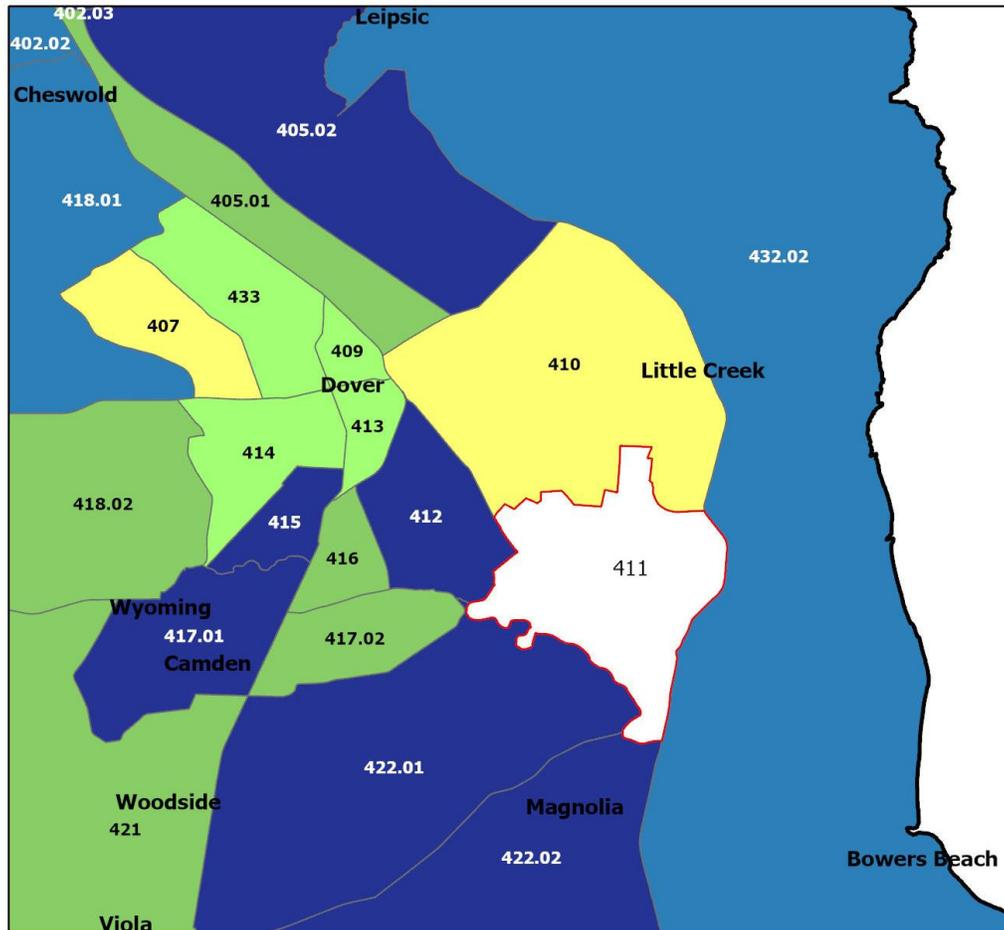 402.03
Leipsic
402.02
Cheswold
405.02
418.01
405.01
432.02
433
407
409
410
Little Creek
Dover
413
414
418.02
415
412
416
411
Wyoming
417.01
417.02
Camden
422.01
Woodside
Magnolia
421
422.02
Bowers Beach
Viola